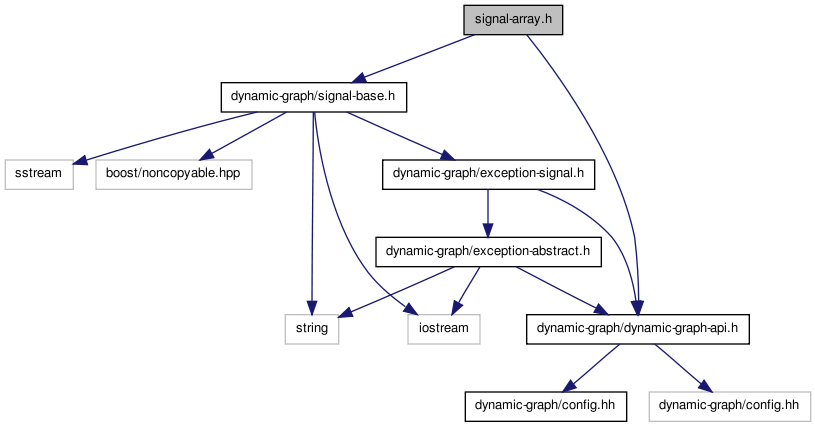 signal-array.h
dynamic-graph/signal-base.h
sstream
boost/noncopyable.hpp
dynamic-graph/exception-signal.h
dynamic-graph/exception-abstract.h
string
iostream
dynamic-graph/dynamic-graph-api.h
dynamic-graph/config.hh
dynamic-graph/config.hh